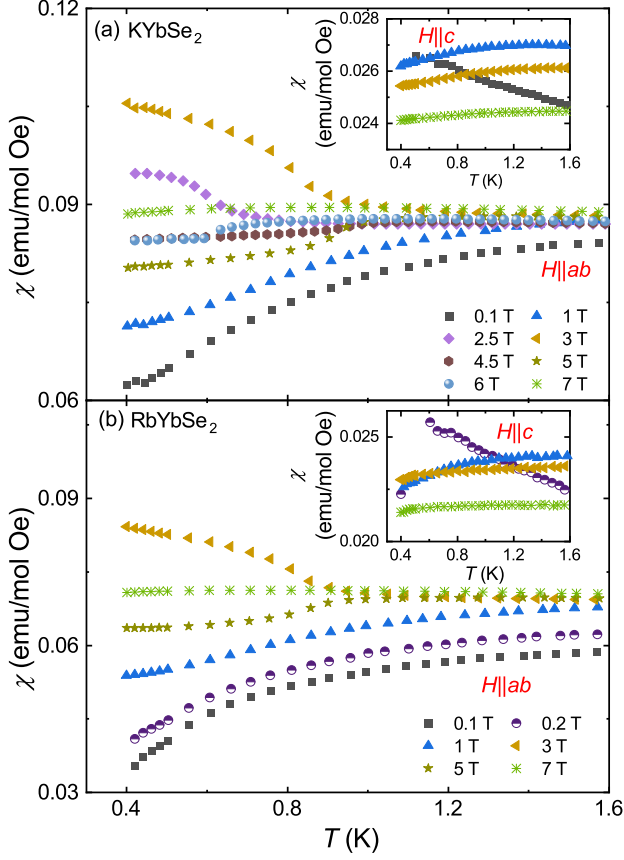 0.12
(a) KYbSe2
0.09
0.06
χ (emu/mol Oe)
H||ab
0.1 T
1 T
2.5 T
3 T
4.5 T
5 T
6 T
7 T
0.028
0.026
0.024
χ
(emu/mol Oe)
H||c
0.4 0.8 1.2 1.6
T (K)
(b) RbYbSe2
0.09
0.06
0.03
χ (emu/mol Oe)
H||ab
0.1 T
0.2 T
1 T
3 T
5 T
7 T
0.025
0.020
χ
(emu/mol Oe)
H||c
0.4 0.8 1.2 1.6
T (K)
0.4 0.8 1.2 1.6
T (K)